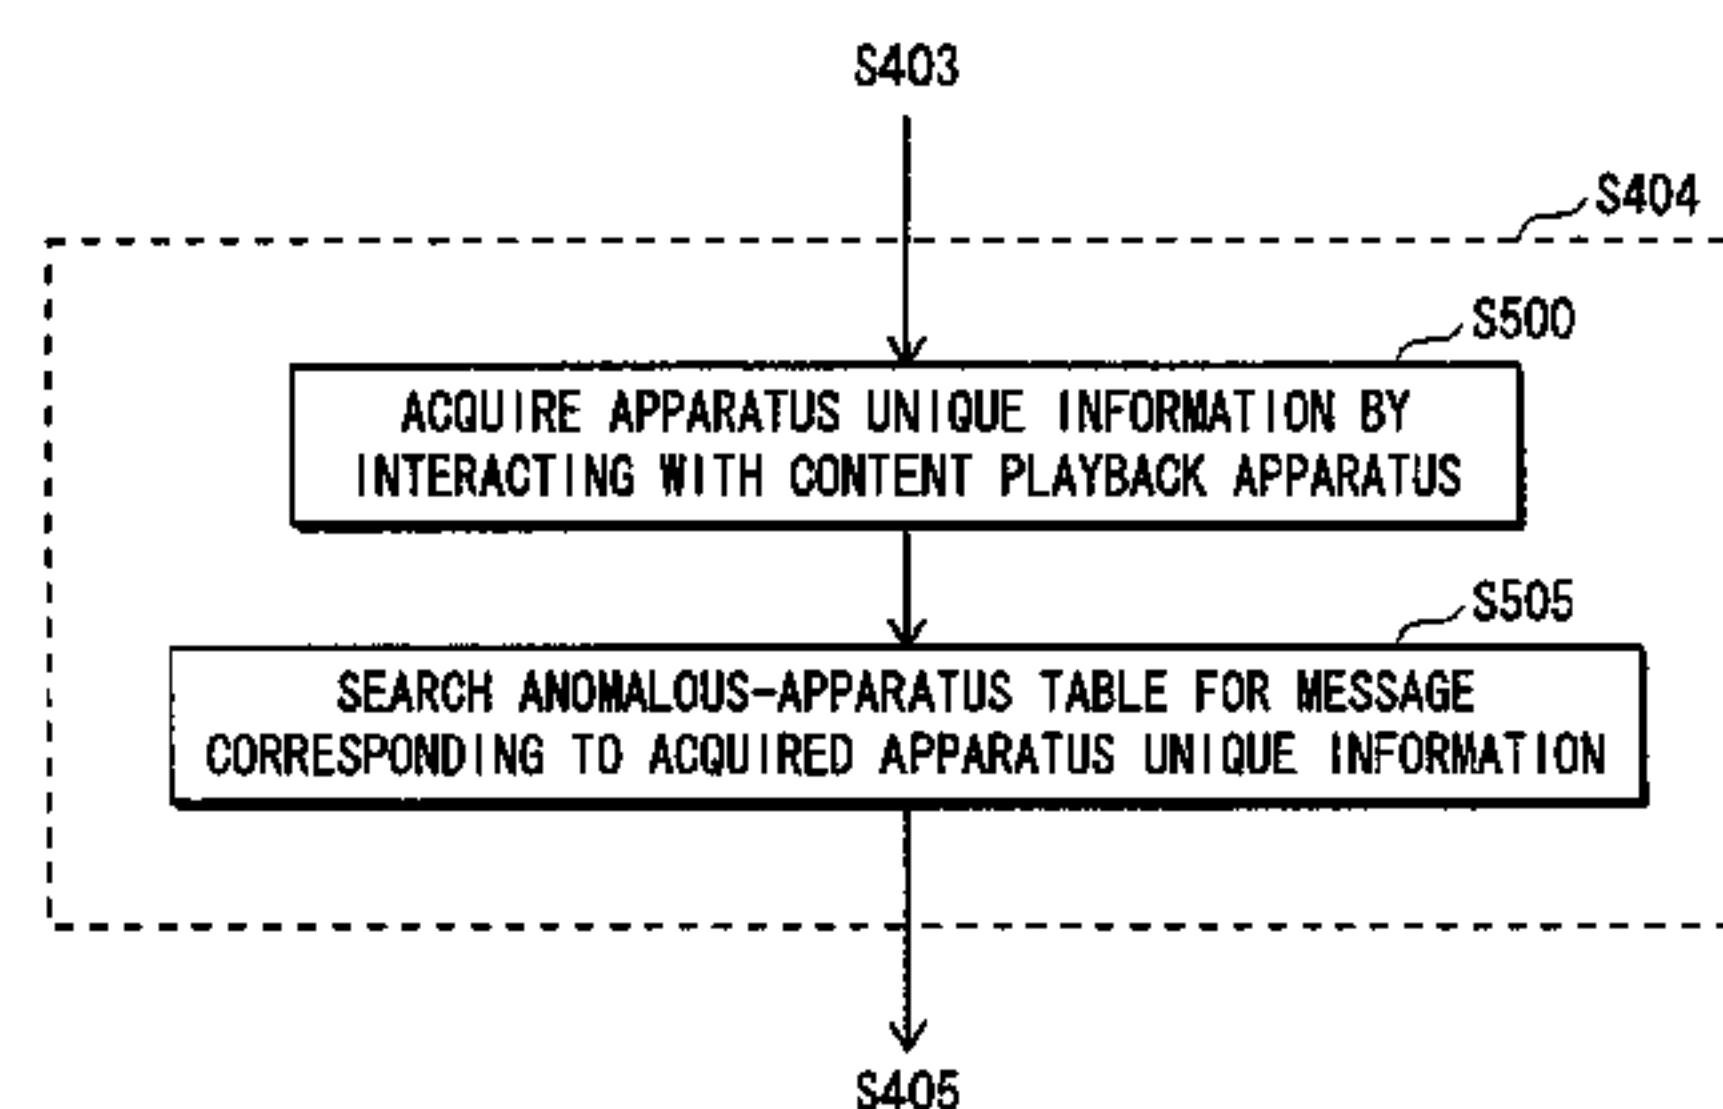 S403
S404
S500
ACQUIRE APPARATUS UNIQUE INFORMATION BY
INTERACTING WITH CONTENT PLAYBACK APPARATUS
S505
SEARCH ANOMALOUS-APPARATUS TABLE FOR MESSAGE
CORRESPONDING TO ACQUIRED APPARATUS UNIQUE INFORMATION
S405